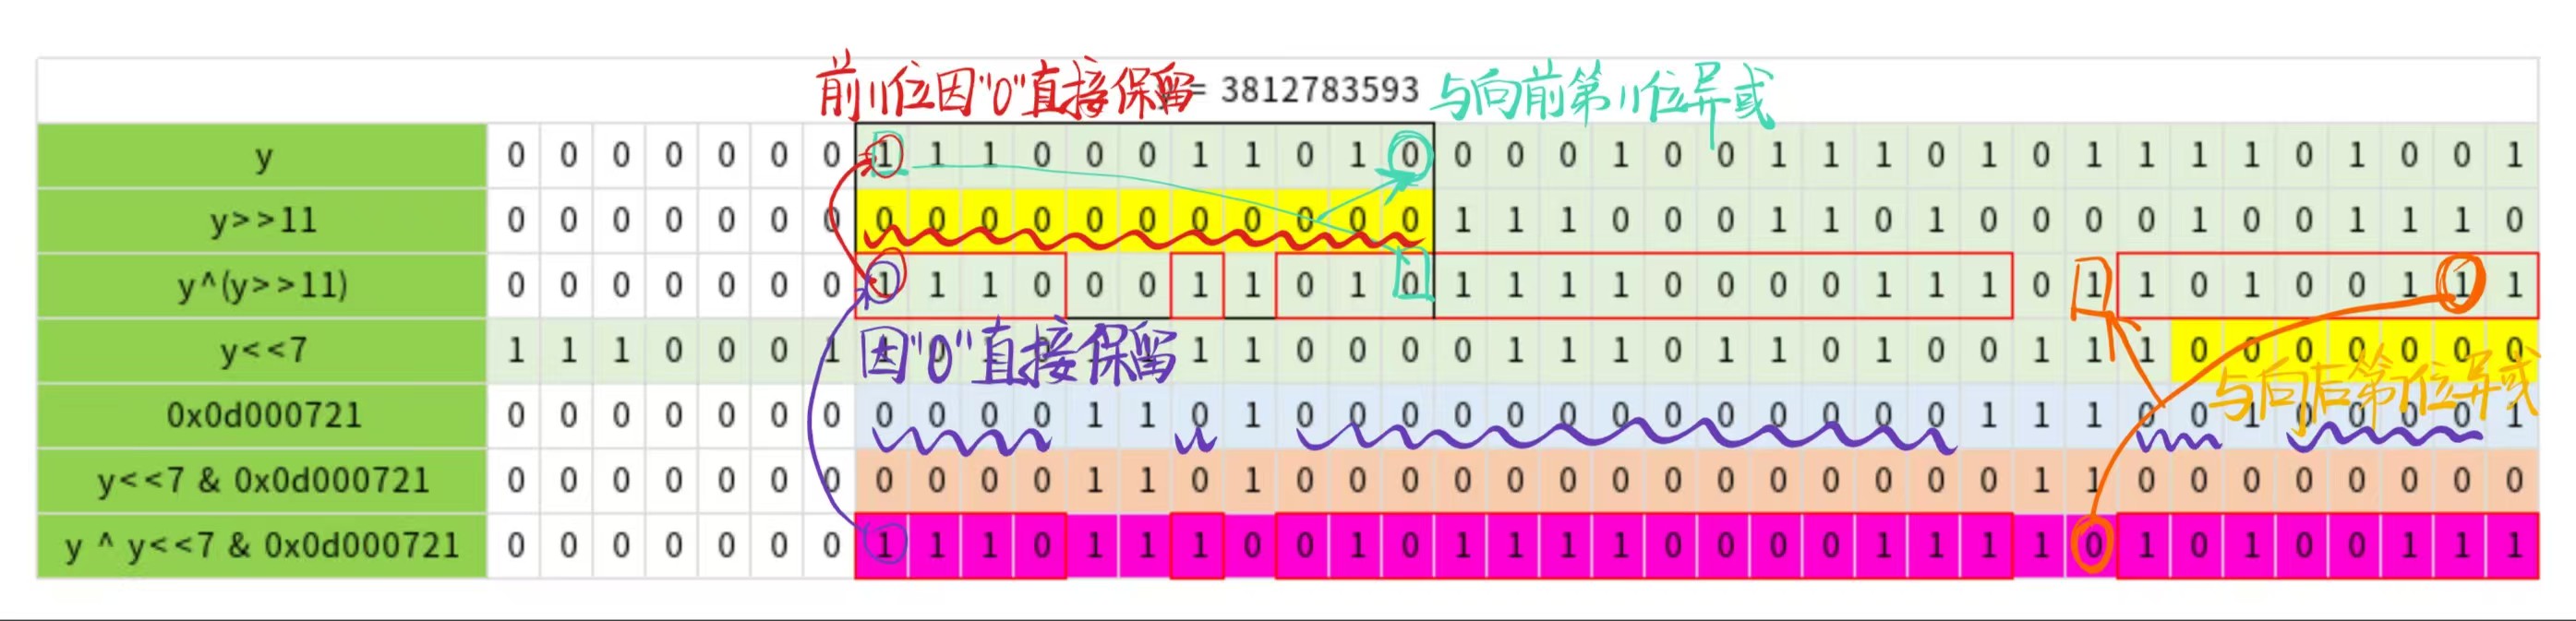 前11位因"0"直接保留 = 3812783593 与向前第11位异或
y 0 0 0 0 0 0 0 1 1 1 0 0 0 1 1 0 1 0 0 0 0 1 0 0 1 1 1 0 1 0 1 1 1 1 0 1 0 0 1
y>>11 0 0 0 0 0 0 0 0 0 0 0 0 0 0 0 0 0 0 1 1 1 0 0 0 1 1 0 1 0 0 0 0 1 0 0 1 1 1 0
y^(y>>11) 0 0 0 0 0 0 0 1 1 1 0 0 0 1 1 0 1 0 1 1 1 1 0 0 0 0 1 1 1 0 1 1 0 1 0 0 1 1 1
y<<7 1 1 1 0 0 0 1 1 0 1 0 1 1 1 0 0 0 0 1 1 1 0 1 1 0 1 0 0 1 1 1 0 0 0 0 0 0 0
因"0"直接保留
与向后第7位异或
0x0d000721 0 0 0 0 0 0 0 0 0 0 0 1 1 0 1 0 0 0 0 0 0 0 0 0 0 0 0 0 1 1 1 0 0 1 0 0 0 0 1
y<<7 & 0x0d000721 0 0 0 0 0 0 0 0 0 0 0 1 1 0 1 0 0 0 0 0 0 0 0 0 0 0 0 0 0 1 1 0 0 0 0 0 0 0 0
y ^ y<<7 & 0x0d000721 0 0 0 0 0 0 0 1 1 1 0 1 1 1 0 0 1 0 1 1 1 1 0 0 0 0 1 1 1 1 0 1 0 1 0 0 1 1 1